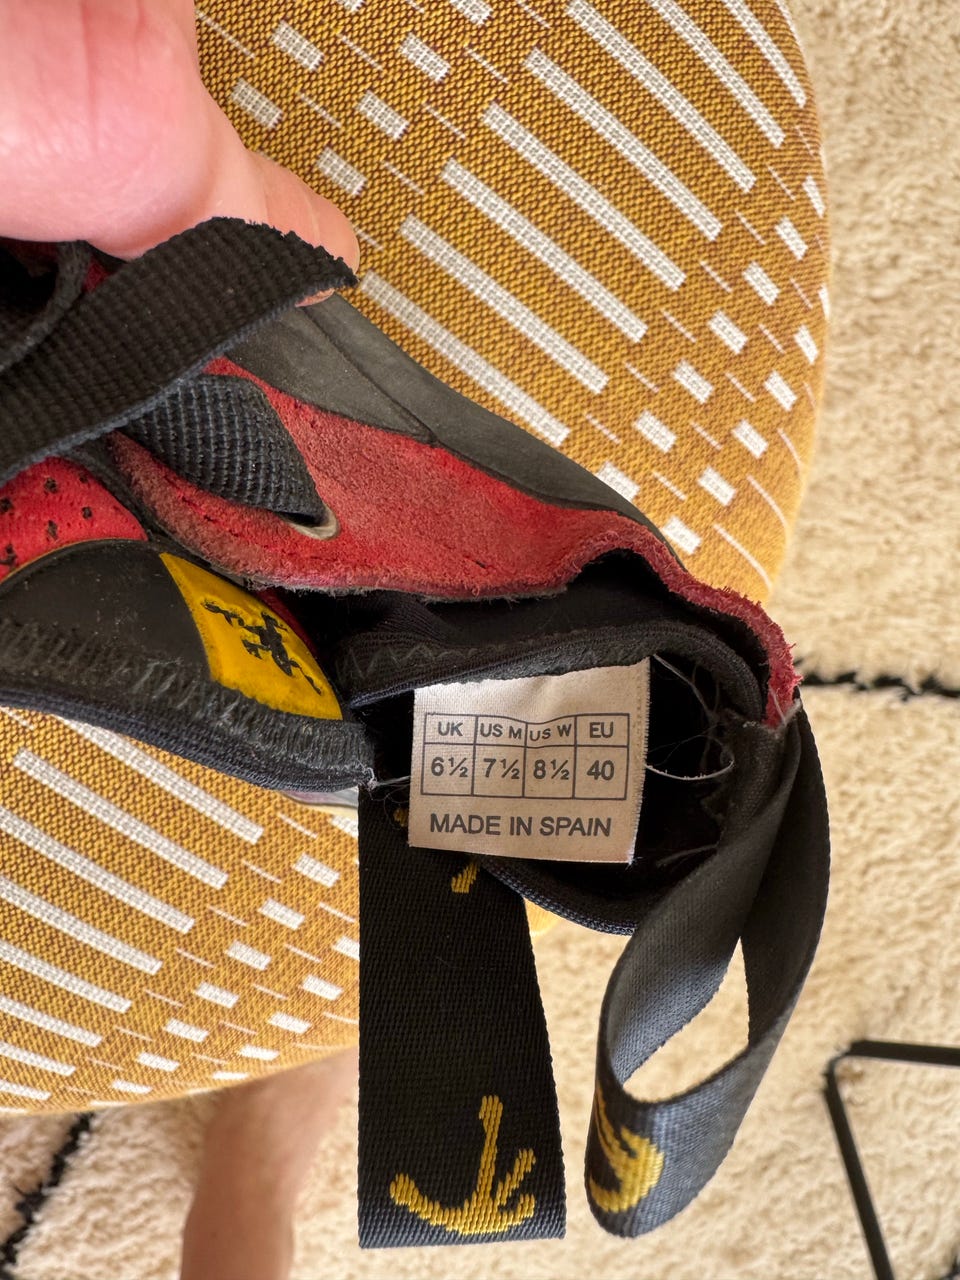 UK US M US W EU
6½ 7½ 8½ 40
MADE IN SPAIN